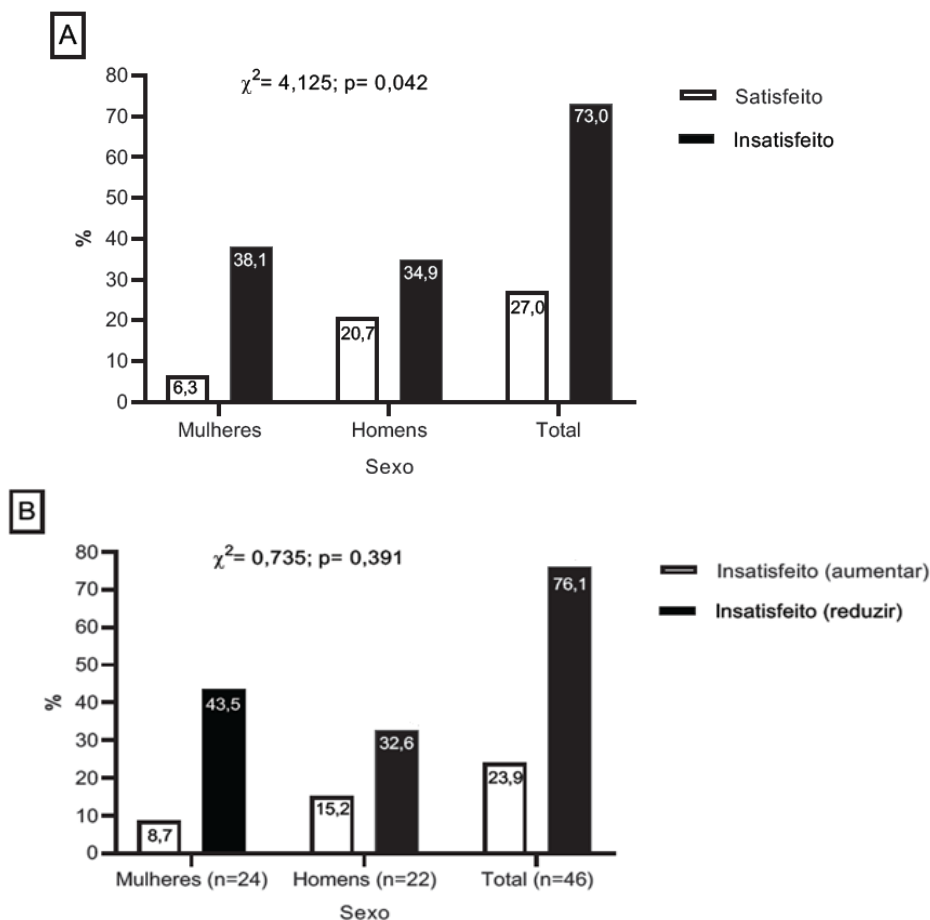 A
χ²= 4,125; p= 0,042
Satisfeito
Insatisfeito
80
70
60
50
40
30
20
10
0
%
6,3
38,1
20,7
34,9
27,0
73,0
Mulheres
Homens
Total
Sexo
B
χ²= 0,735; p= 0,391
Insatisfeito (aumentar)
Insatisfeito (reduzir)
80
70
60
50
40
30
20
10
0
%
8,7
43,5
15,2
32,6
23,9
76,1
Mulheres (n=24)
Homens (n=22)
Total (n=46)
Sexo